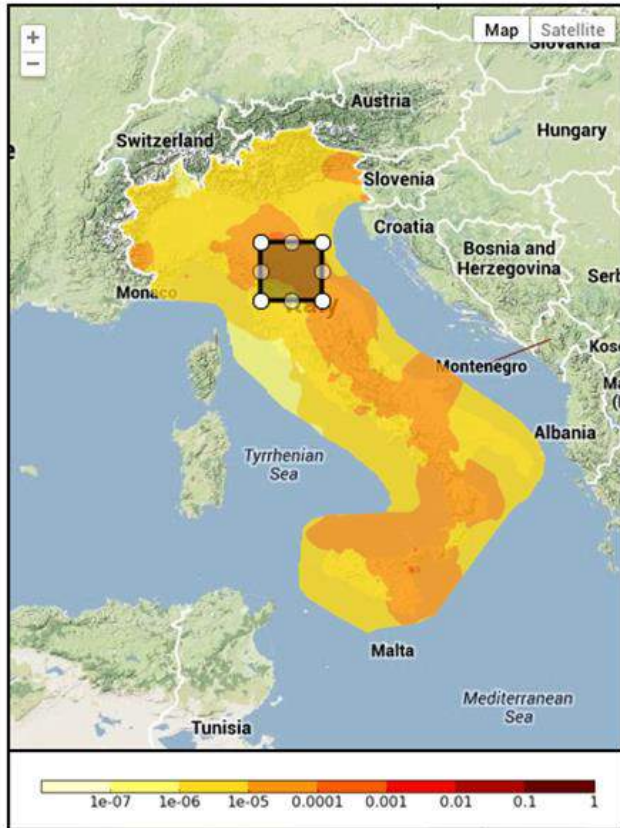 +
−
Map Satellite
Slovakia
Austria
Switzerland
Hungary
Slovenia
Croatia
Bosnia and
Herzegovina
Monaco
Italy
Montenegro
Albania
Tyrrhenian
Sea
Malta
Mediterranean
Sea
Tunisia
1e-07 1e-06 1e-05 0.0001 0.001 0.01 0.1 1